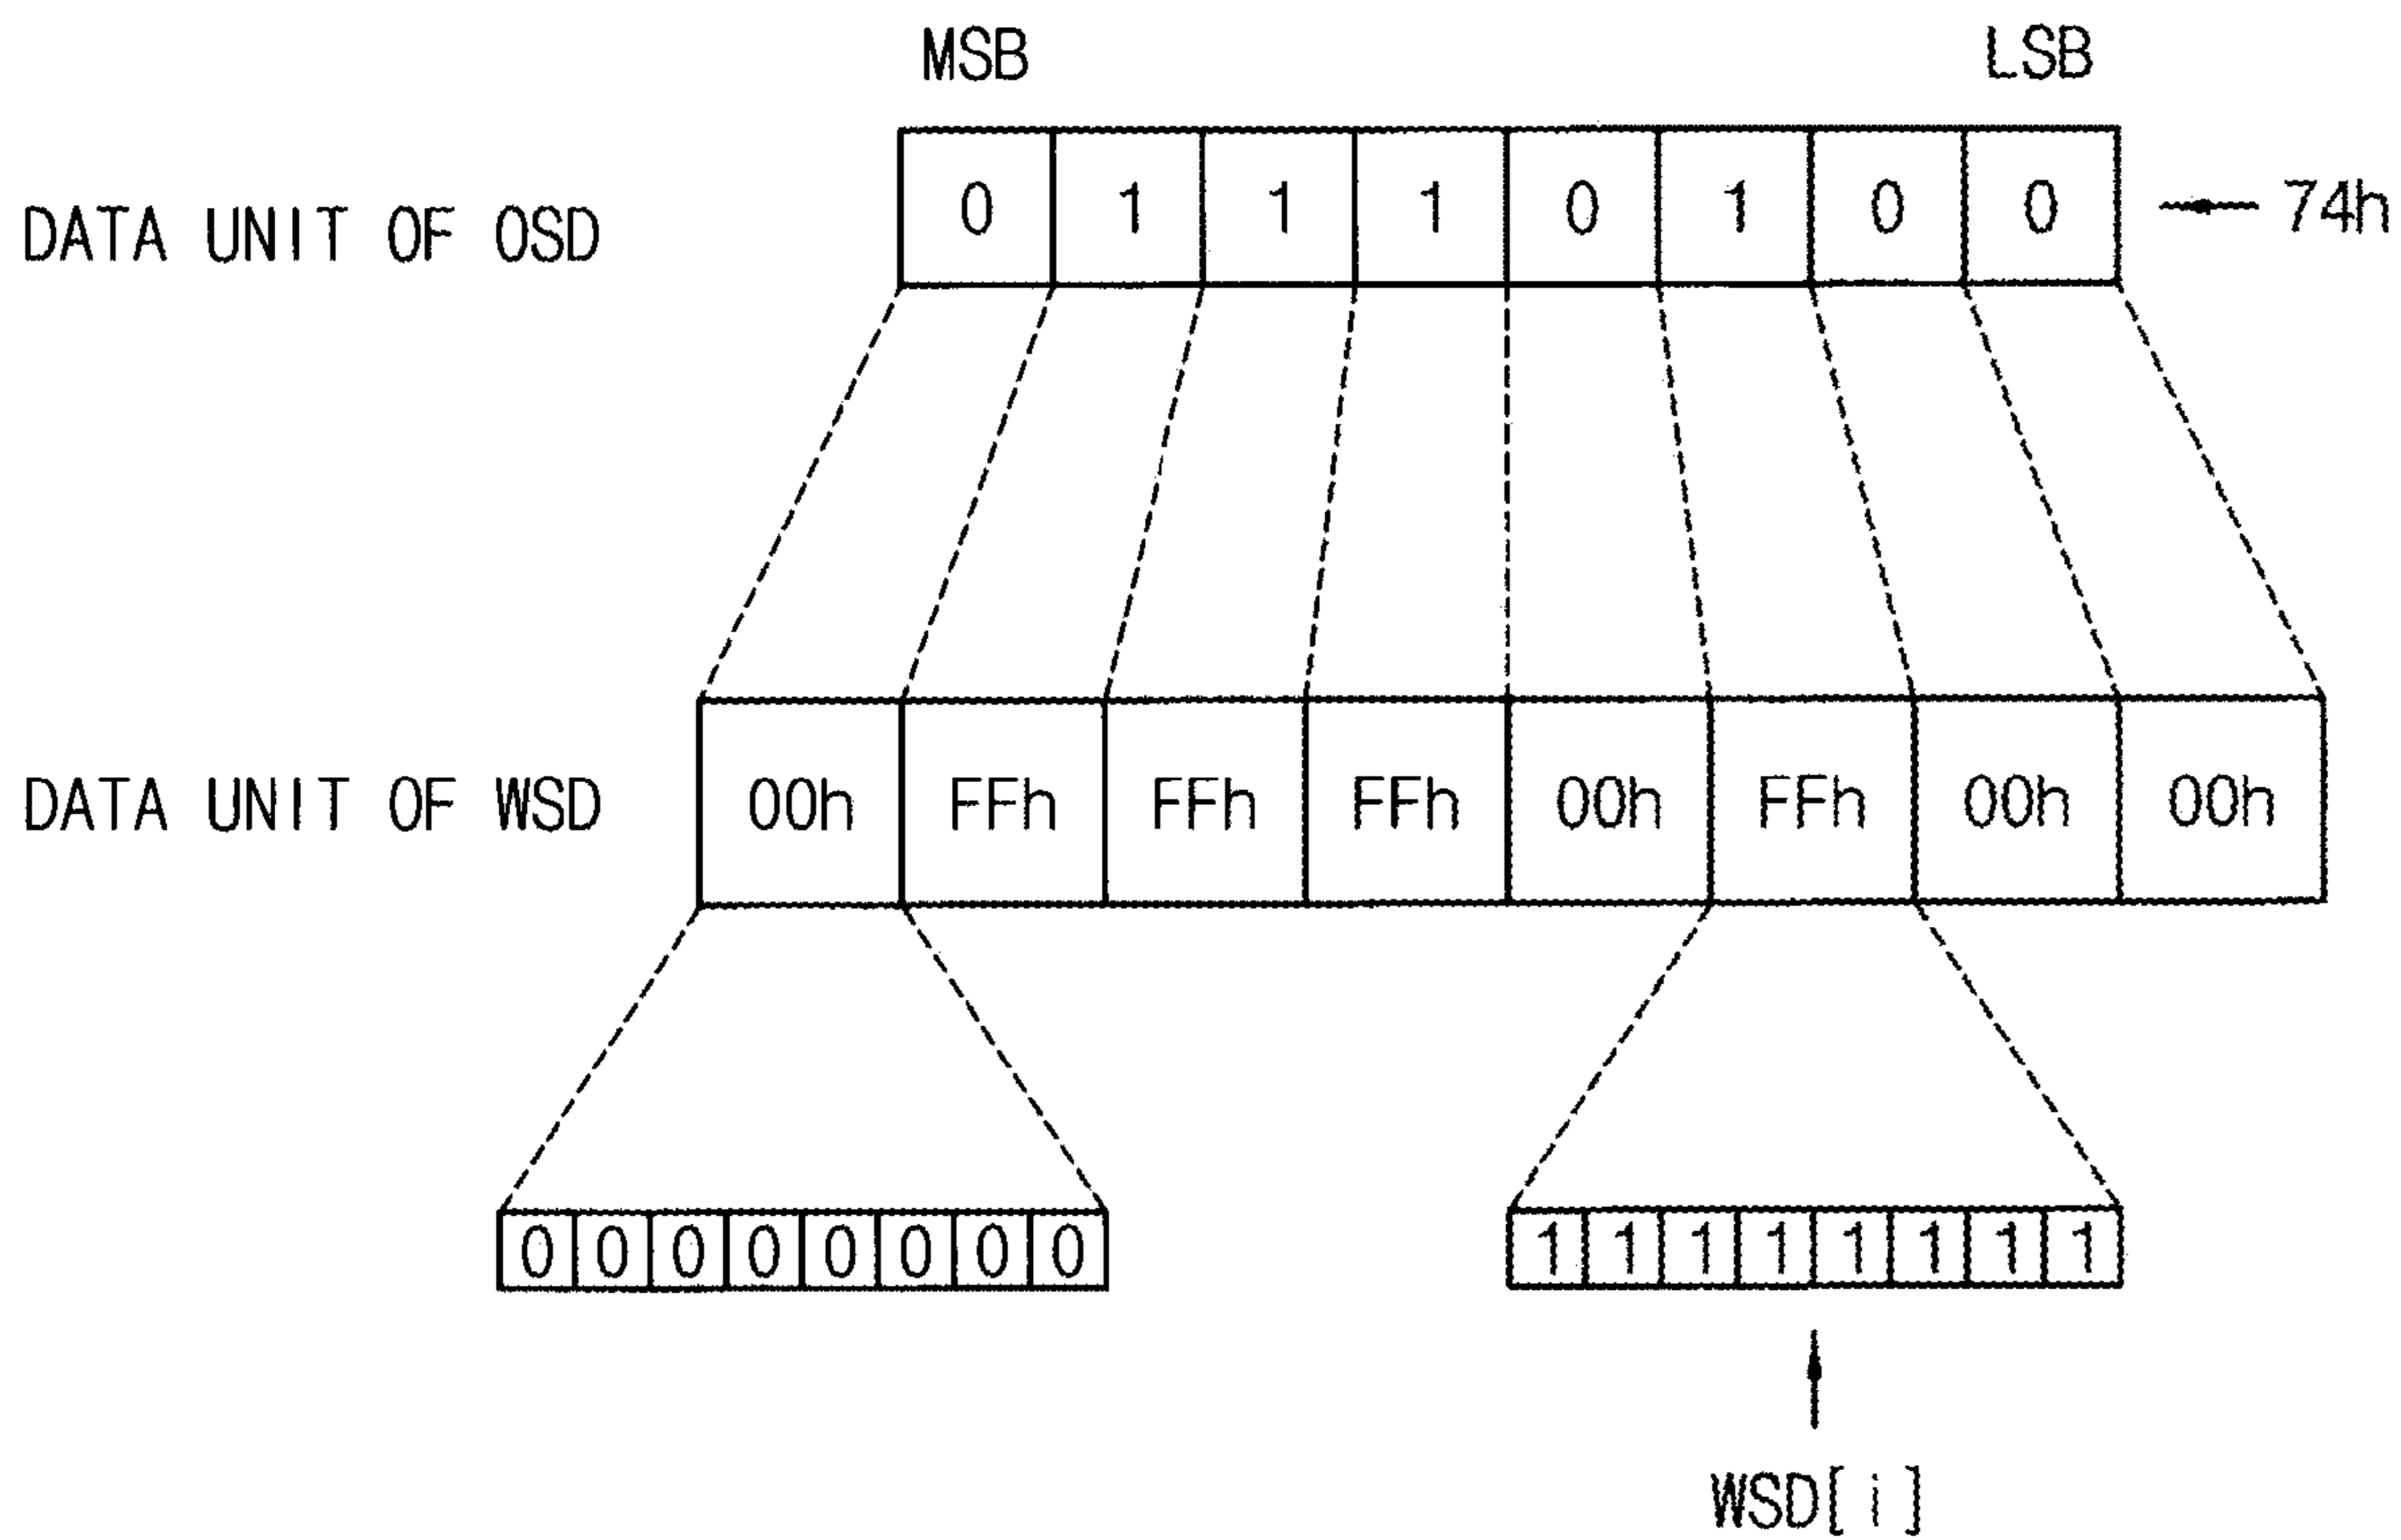 MSB LSB
DATA UNIT OF OSD 0 1 1 1 0 1 0 0 74h
DATA UNIT OF WSD 00h FFh FFh FFh 00h FFh 00h 00h
0 0 0 0 0 0 0 0 1 1 1 1 1 1 1 1
WSD[i]